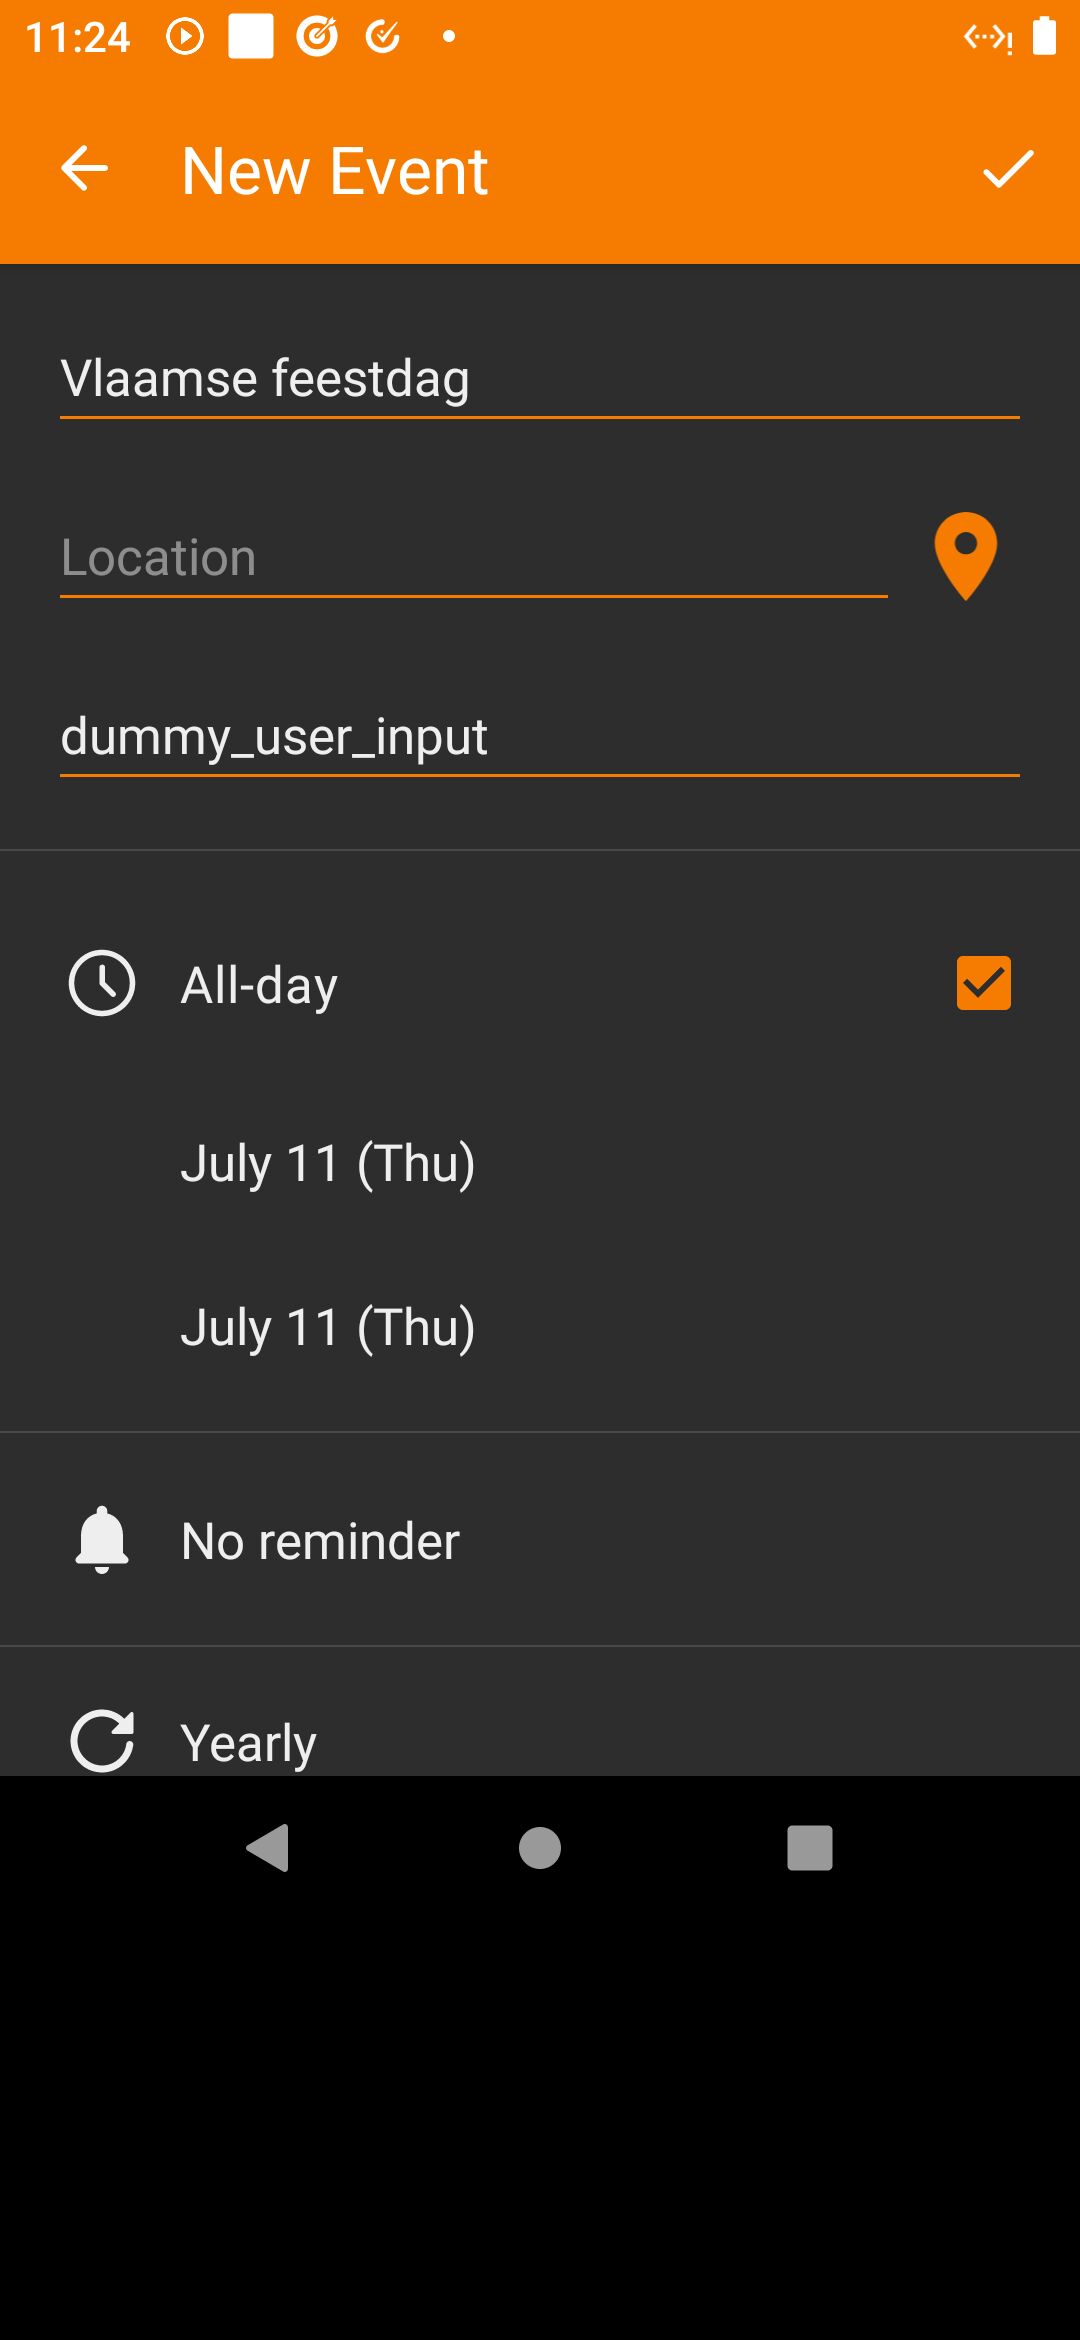 11:24
New Event
Vlaamse feestdag
Location
dummy_user_input
All-day
July 11 (Thu)
July 11 (Thu)
No reminder
Yearly